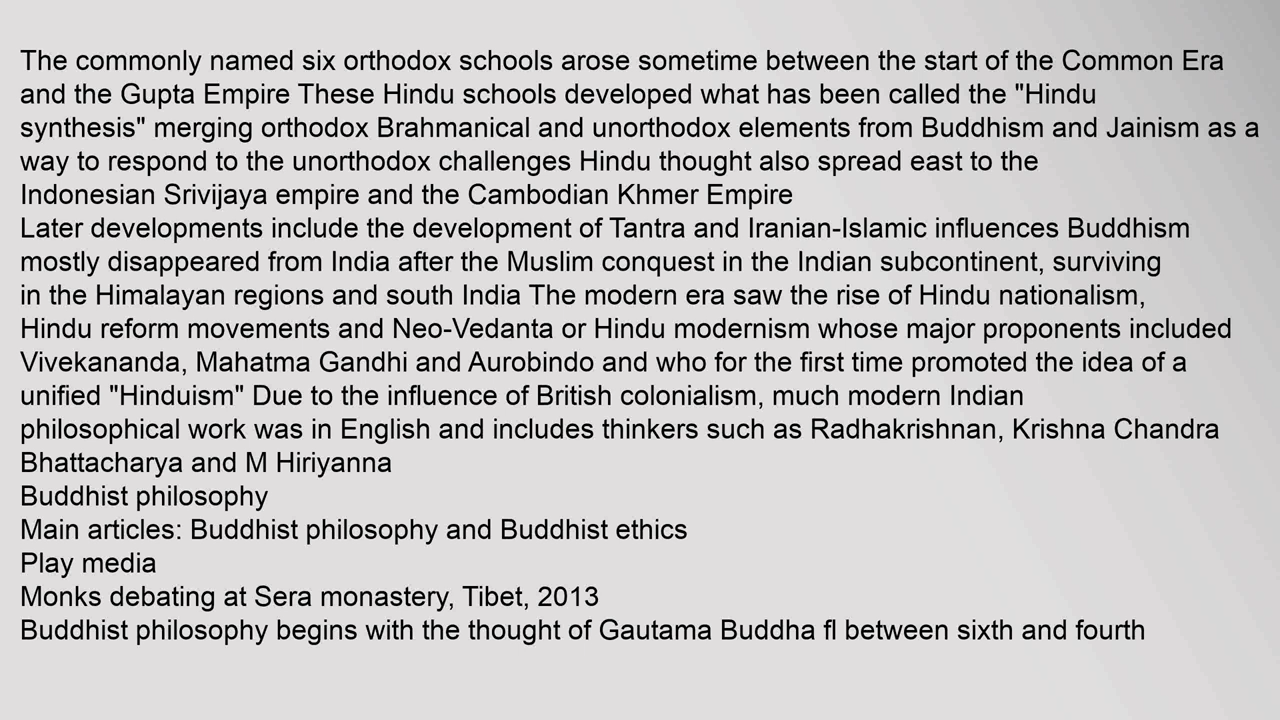 The commonly named six orthodox schools arose sometime between the start of the Common Era
and the Gupta Empire These Hindu schools developed what has been called the "Hindu
synthesis" merging orthodox Brahmanical and unorthodox elements from Buddhism and Jainism as a
way to respond to the unorthodox challenges Hindu thought also spread east to the
Indonesian Srivijaya empire and the Cambodian Khmer Empire
Later developments include the development of Tantra and Iranian-Islamic influences Buddhism
mostly disappeared from India after the Muslim conquest in the Indian subcontinent, surviving
in the Himalayan regions and south India The modern era saw the rise of Hindu nationalism,
Hindu reform movements and Neo-Vedanta or Hindu modernism whose major proponents included
Vivekananda, Mahatma Gandhi and Aurobindo and who for the first time promoted the idea of a
unified "Hinduism" Due to the influence of British colonialism, much modern Indian
philosophical work was in English and includes thinkers such as Radhakrishnan, Krishna Chandra
Bhattacharya and M Hiriyanna
Buddhist philosophy
Main articles: Buddhist philosophy and Buddhist ethics
Play media
Monks debating at Sera monastery, Tibet, 2013
Buddhist philosophy begins with the thought of Gautama Buddha fl between sixth and fourth